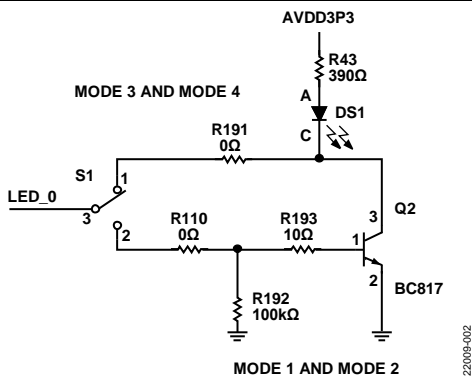 AVDD3P3
R43
390Ω
MODE 3 AND MODE 4
A
DS1
R191
0Ω
C
S1
1
LED_0
3
2
R110
0Ω
R193
10Ω
3
Q2
1
2
BC817
R192
100kΩ
MODE 1 AND MODE 2
22009-002